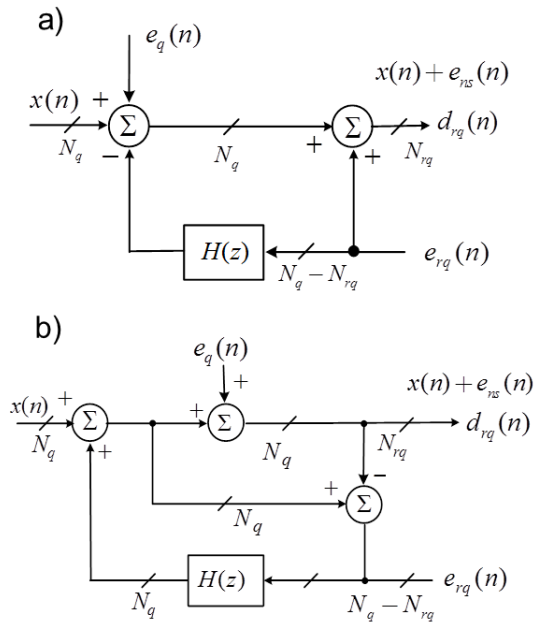 a)
e_q(n)
x(n) + e_ns(n)
x(n) + Σ + Σ d_rq(n)
N_q − N_q + N_rq
H(z) e_rq(n)
N_q − N_rq
b)
e_q(n)
x(n) + e_ns(n)
x(n) + Σ + + Σ d_rq(n)
N_q + N_q N_rq
−
+ Σ
N_q
H(z) e_rq(n)
N_q N_q − N_rq